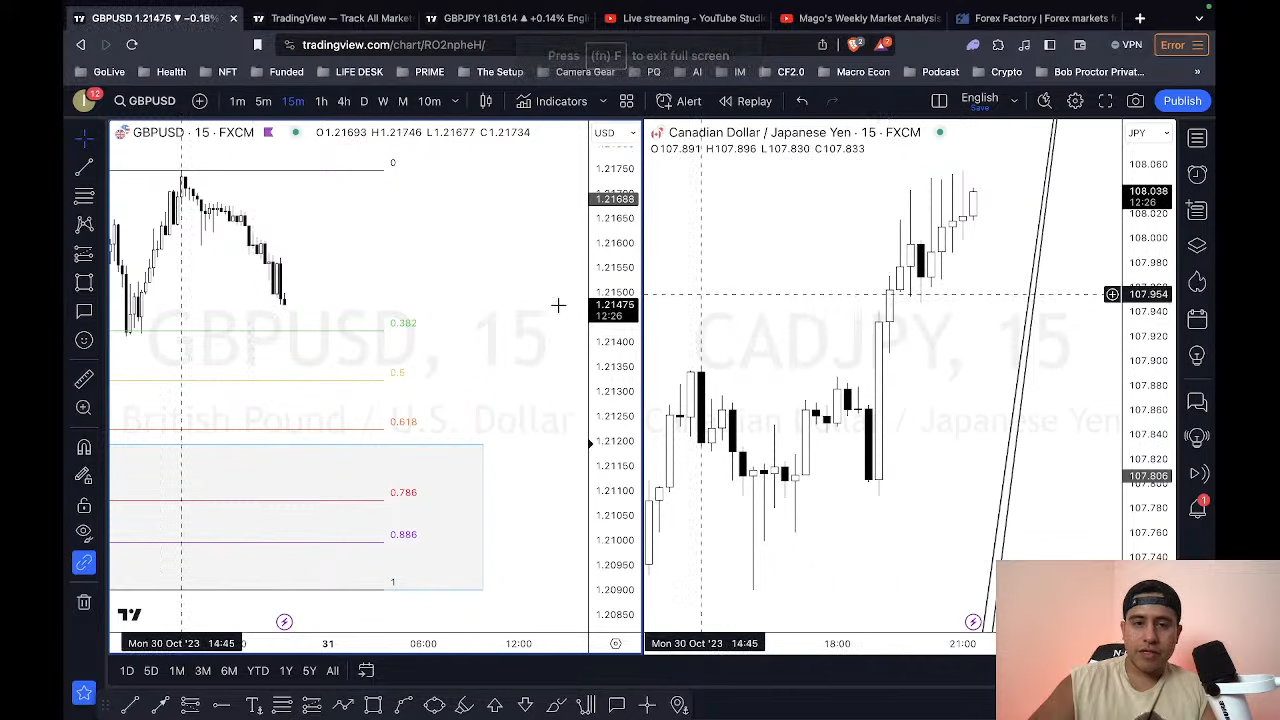 GBPUSD 1.21475 ▼ −0.18%
TradingView — Track All Market
GBPJPY 181.614 ▲ +0.14% Engl
Live streaming - YouTube Studi
Mago's Weekly Market Analysis
Forex Factory | Forex markets f
tradingview.com/chart/RO2npheH/
2
VPN
Error
Press (fn) F to exit full screen
GoLive
Health
NFT
Funded
LIFE DESK
PRIME
The Setup
Camera Gear
PO
AI
IM
CF2.0
Macro Econ
Podcast
Crypto
Bob Proctor Privat...
»
I
12
GBPUSD
1m 5m 15m 1h 4h D W M 10m
Indicators
Alert
Replay
English
Save
Publish
GBPUSD · 15 · FXCM
O1.21693 H1.21746 L1.21677 C1.21734
USD
Canadian Dollar / Japanese Yen · 15 · FXCM
O107.891 H107.896 L107.830 C107.833
JPY
0
0.382
0.5
0.618
0.786
0.886
1
GBPUSD, 15
British Pound / U.S. Dollar
CADJPY, 15
Canadian Dollar / Japanese Yen
1.21750
1.21688
1.21650
1.21600
1.21550
1.21500
1.21475
12:26
1.21400
1.21350
1.21300
1.21250
1.21200
1.21150
1.21100
1.21050
1.21000
1.20950
1.20900
1.20850
108.060
108.038
12:26
108.020
108.000
107.980
107.954
107.940
107.920
107.900
107.880
107.860
107.840
107.820
107.806
107.780
107.760
107.740
1
Mon 30 Oct '23 14:45
31
06:00
12:00
Mon 30 Oct '23 14:45
18:00
21:00
1D 5D 1M 3M 6M YTD 1Y 5Y All